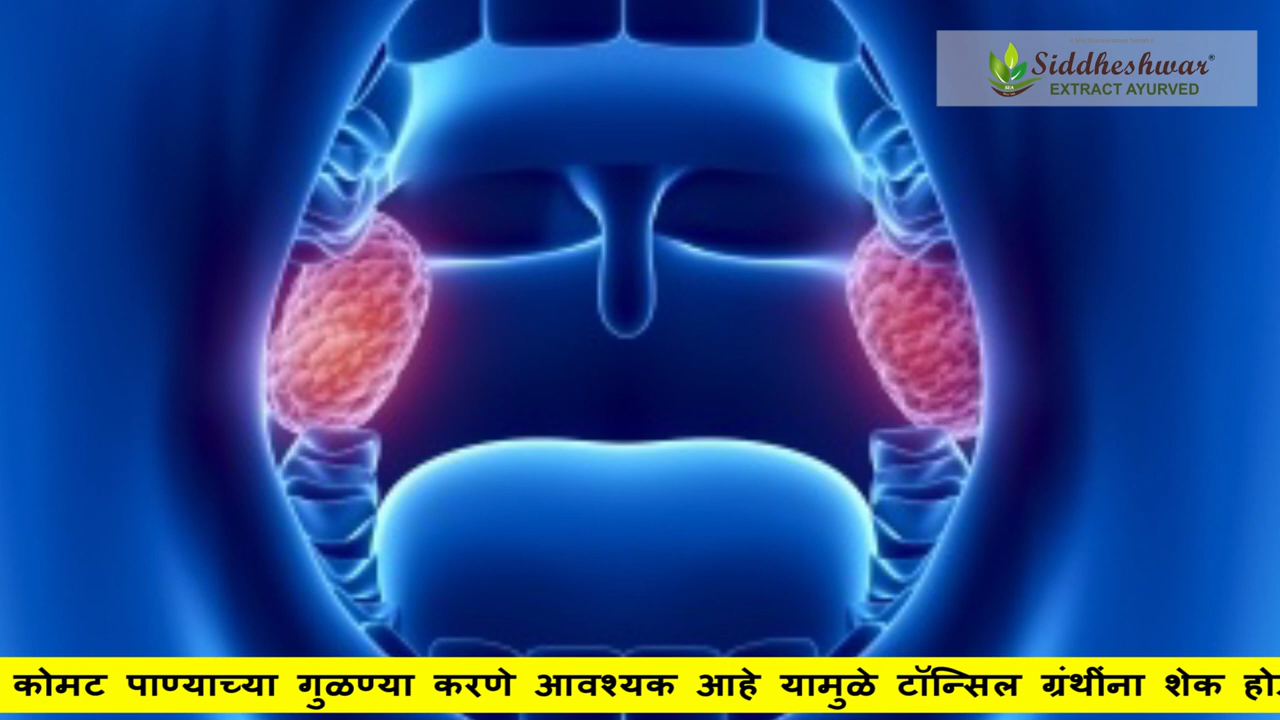 Siddheshwar®
EXTRACT AYURVED
कोमट पाण्याच्या गुळण्या करणे आवश्यक आहे यामुळे टॉन्सिल ग्रंथींना शेक